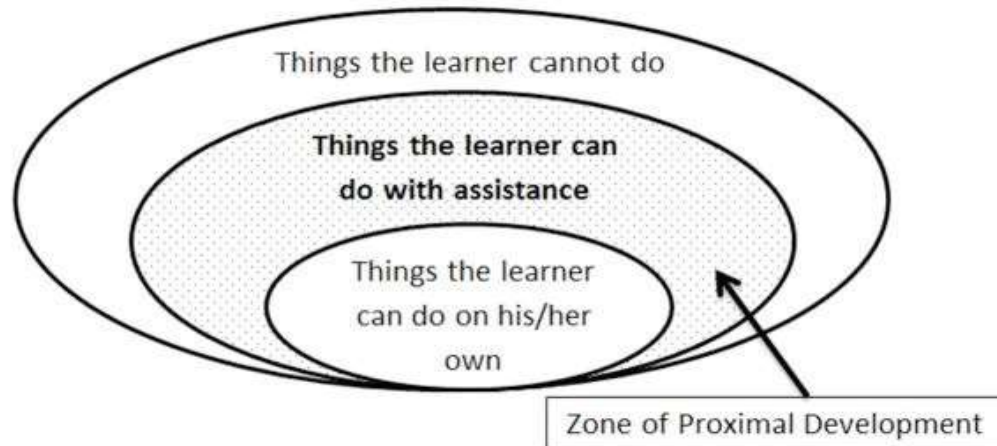 Things the learner cannot do
Things the learner can
do with assistance
Things the learner
can do on his/her
own
Zone of Proximal Development